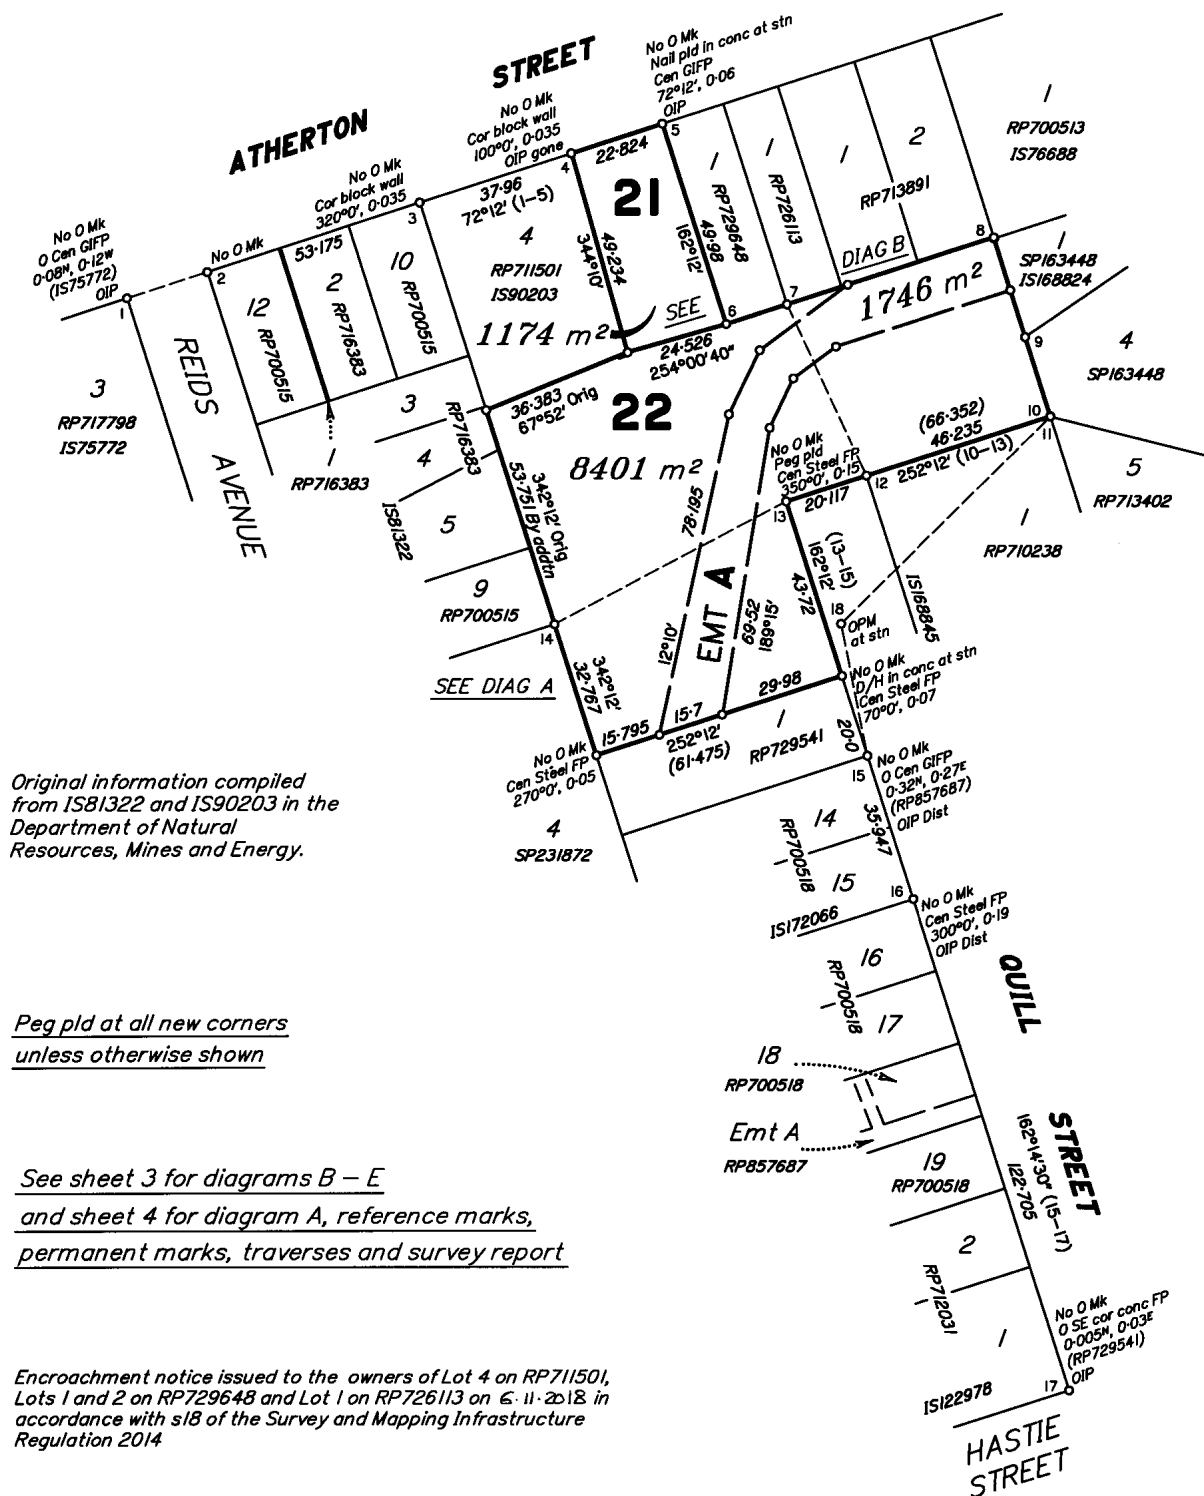 STREET
ATHERTON
No O Mk
Nail pld in conc at stn
Cen GIFP
72°12', 0·06
OIP
5
No O Mk
Cor block wall
100°0', 0·035
OIP gone
4
22·824
No O Mk
Cor block wall
320°0', 0·035
3
37·96
72°12' (1–5)
No O Mk
O Cen GIFP
0·08ᴺ, 0·12ᵂ
(IS75772)
OIP
1
No O Mk
2
53·175
12
RP700515
2
RP716383
10
RP700515
4
RP711501
IS90203
1174 m²
344°10'
49·234
21
162°12'
49·98
1
RP729648
1
RP726113
1
2
RP713891
1
RP700513
IS76688
8
DIAG B
SEE
6
7
1746 m²
1
SP163448
IS168824
9
4
SP163448
24·526
254°00'40"
36·383
67°52' Orig
22
8401 m²
REIDS
AVENUE
3
RP717798
IS75772
RP716383
3
RP716383
4
IS81322
5
9
RP700515
342°12' Orig
53·751 By addtn
14
342°12'
32·767
SEE DIAG A
(66·352)
46·235
252°12' (10–13)
10
11
5
RP713402
1
RP710238
No O Mk
Peg pld
Cen Steel FP
350°0', 0·15
12
20·117
13
(13–15)
162°12'
43·72
18
OPM
at stn
IS168845
78·195
12°10'
EMT A
69·52
189°15'
29·98
15·7
15·795
252°12'
(61·475)
1
RP729541
No O Mk
D/H in conc at stn
Cen Steel FP
70°0', 0·07
20·0
No O Mk
Cen Steel FP
270°0', 0·05
4
SP231872
15
No O Mk
O Cen GIFP
0·32ᴺ, 0·27ᴱ
(RP857687)
OIP Dist
35·947
14
RP700518
15
IS172066
16
No O Mk
Cen Steel FP
300°0', 0·19
OIP Dist
16
RP700518
17
18
RP700518
Emt A
RP857687
19
RP700518
QUILL
STREET
162°14'30" (15–17)
122·705
2
RP712031
1
IS122978
No O Mk
O SE cor conc FP
0·005ᴺ, 0·03ᴱ
(RP729541)
OIP
17
HASTIE
STREET
Original information compiled
from IS81322 and IS90203 in the
Department of Natural
Resources, Mines and Energy.
Peg pld at all new corners
unless otherwise shown
See sheet 3 for diagrams B – E
and sheet 4 for diagram A, reference marks,
permanent marks, traverses and survey report
Encroachment notice issued to the owners of Lot 4 on RP711501,
Lots 1 and 2 on RP729648 and Lot 1 on RP726113 on 6·11·2018 in
accordance with s18 of the Survey and Mapping Infrastructure
Regulation 2014